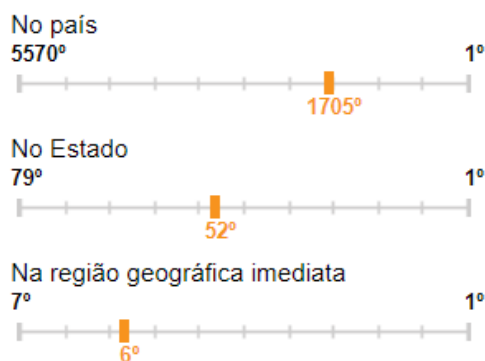 No país
5570º 1º
1705º
No Estado
79º 1º
52º
Na região geográfica imediata
7º 1º
6º